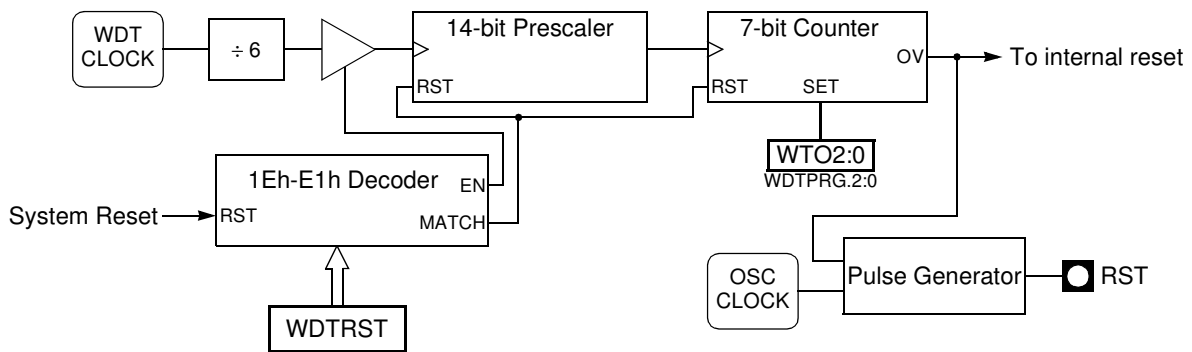 WDT
CLOCK
÷ 6
14-bit Prescaler
RST
7-bit Counter
RST
SET
OV
To internal reset
WTO2:0
WDTPRG.2:0
1Eh-E1h Decoder
EN
RST
MATCH
System Reset
WDTRST
OSC
CLOCK
Pulse Generator
RST